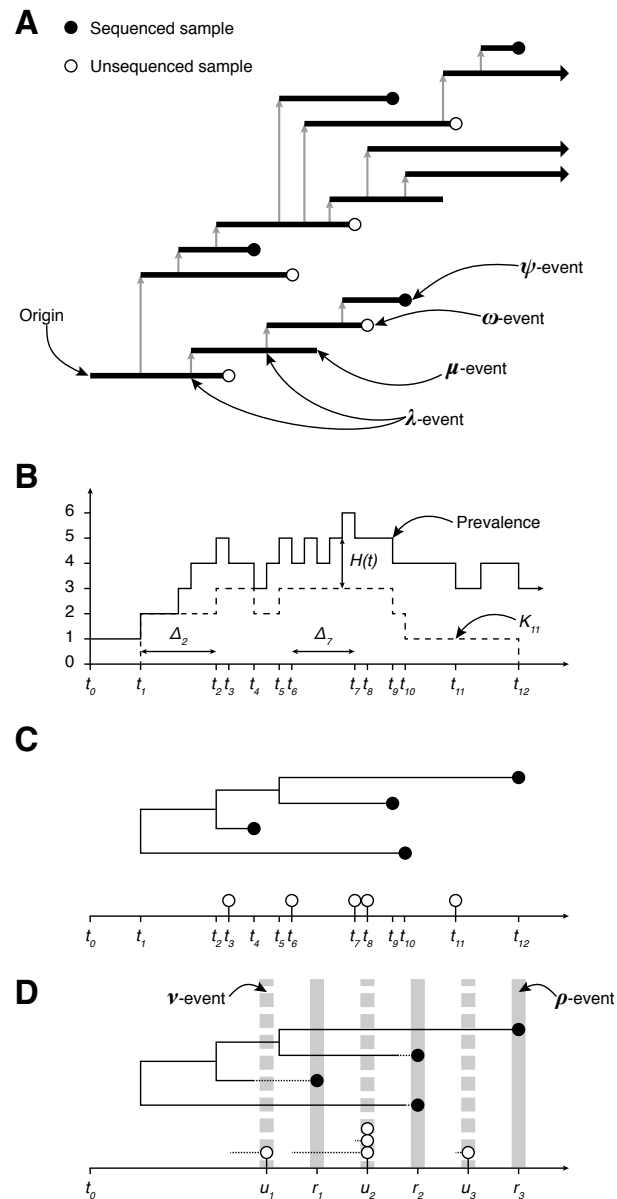 A
Sequenced sample
Unsequenced sample
ψ-event
ω-event
Origin
μ-event
λ-event
B
6
5
4
3
2
1
0
Prevalence
H(t)
K11
Δ2
Δ7
t0 t1 t2 t3 t4 t5 t6 t7 t8 t9 t10 t11 t12
C
t0 t1 t2 t3 t4 t5 t6 t7 t8 t9 t10 t11 t12
D
ν-event
ρ-event
t0 u1 r1 u2 r2 u3 r3